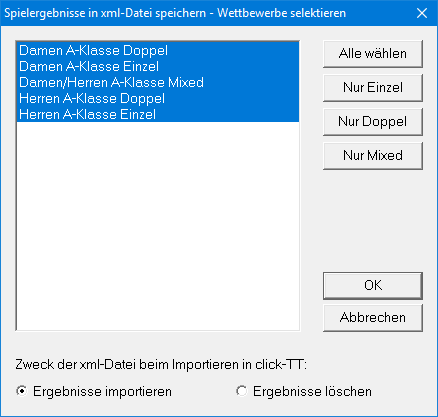 Spielergebnisse in xml-Datei speichern - Wettbewerbe selektieren
Damen A-Klasse Doppel
Damen A-Klasse Einzel
Damen/Herren A-Klasse Mixed
Herren A-Klasse Doppel
Herren A-Klasse Einzel
Alle wählen
Nur Einzel
Nur Doppel
Nur Mixed
OK
Abbrechen
Zweck der xml-Datei beim Importieren in click-TT:
Ergebnisse importieren
Ergebnisse löschen